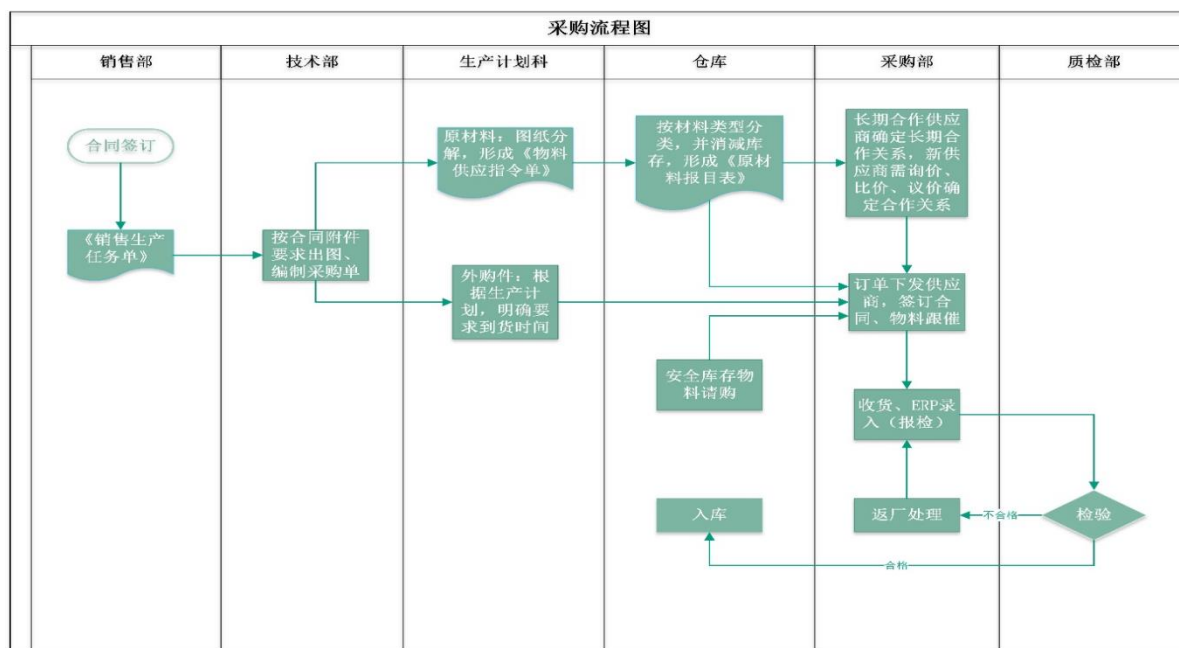 采购流程图
销售部
技术部
生产计划科
仓库
采购部
质检部
合同签订
《销售生产
任务单》
按合同附件
要求出图、
编制采购单
原材料：图纸分
解，形成《物料
供应指令单》
外购件：根
据生产计
划，明确要
求到货时间
按材料类型分
类，并消减库
存，形成《原材
料报目表》
安全库存物
料请购
入库
长期合作供应
商确定长期合
作关系，新供
应商需询价、
比价、议价确
定合作关系
订单下发供应
商，签订合
同、物料跟催
收货、ERP录
入（报检）
返厂处理
不合格
检验
合格